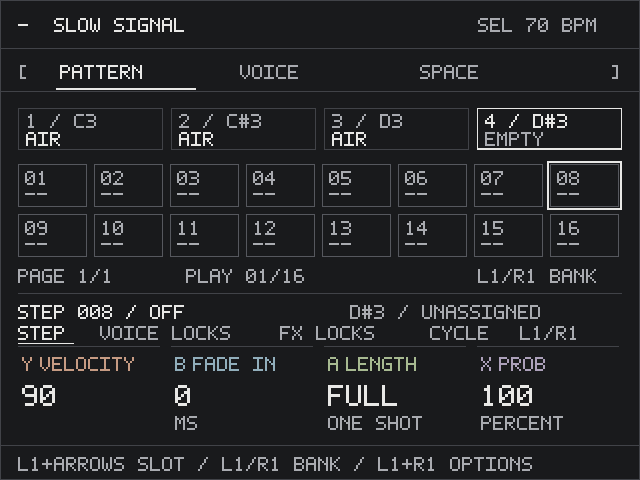 – SLOW SIGNAL SEL 70 BPM
[ PATTERN VOICE SPACE ]
1 / C3 2 / C#3 3 / D3 4 / D#3
AIR AIR AIR EMPTY
01 02 03 04 05 06 07 08
-- -- -- -- -- -- -- --
09 10 11 12 13 14 15 16
-- -- -- -- -- -- -- --
PAGE 1/1 PLAY 01/16 L1/R1 BANK
STEP 008 / OFF D#3 / UNASSIGNED
STEP VOICE LOCKS FX LOCKS CYCLE L1/R1
Y VELOCITY B FADE IN A LENGTH X PROB
90 0 FULL 100
MS ONE SHOT PERCENT
L1+ARROWS SLOT / L1/R1 BANK / L1+R1 OPTIONS